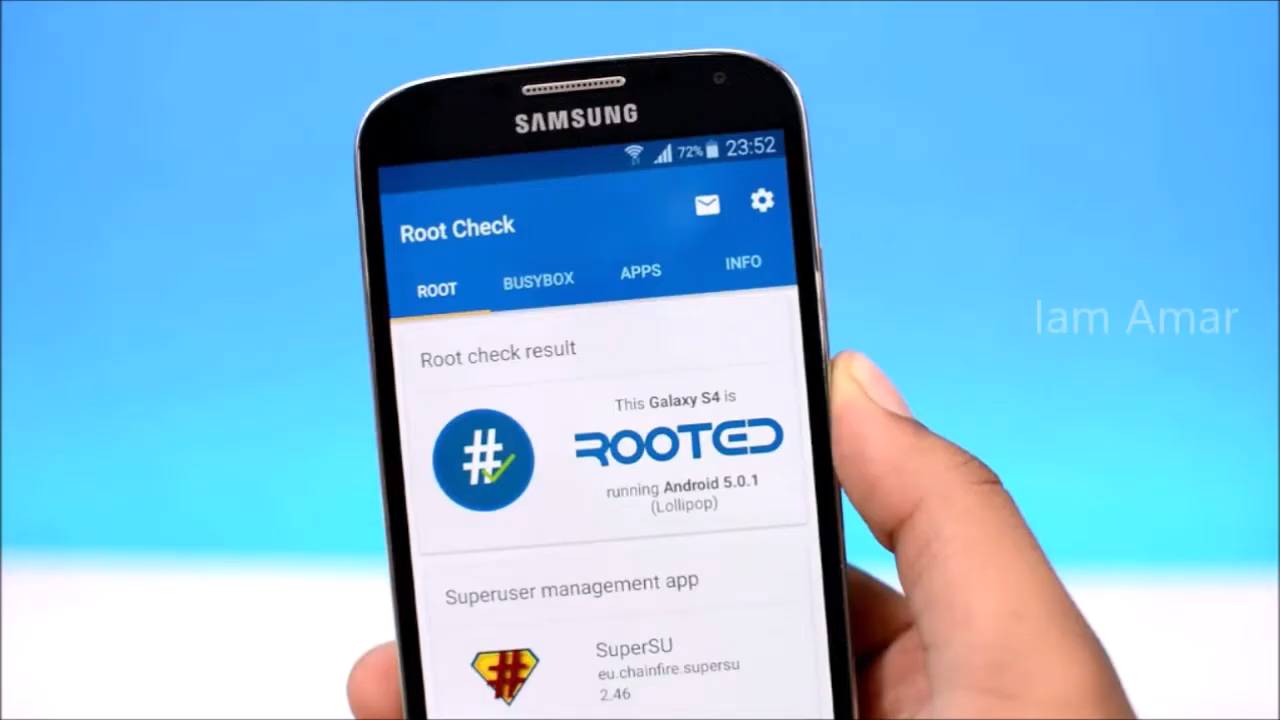 SAMSUNG
72% 23:52
Root Check
ROOT BUSYBOX APPS INFO
Iam Amar
Root check result
This Galaxy S4 is
ROOTED
running Android 5.0.1
(Lollipop)
Superuser management app
SuperSU
eu.chainfire.supersu
2.46